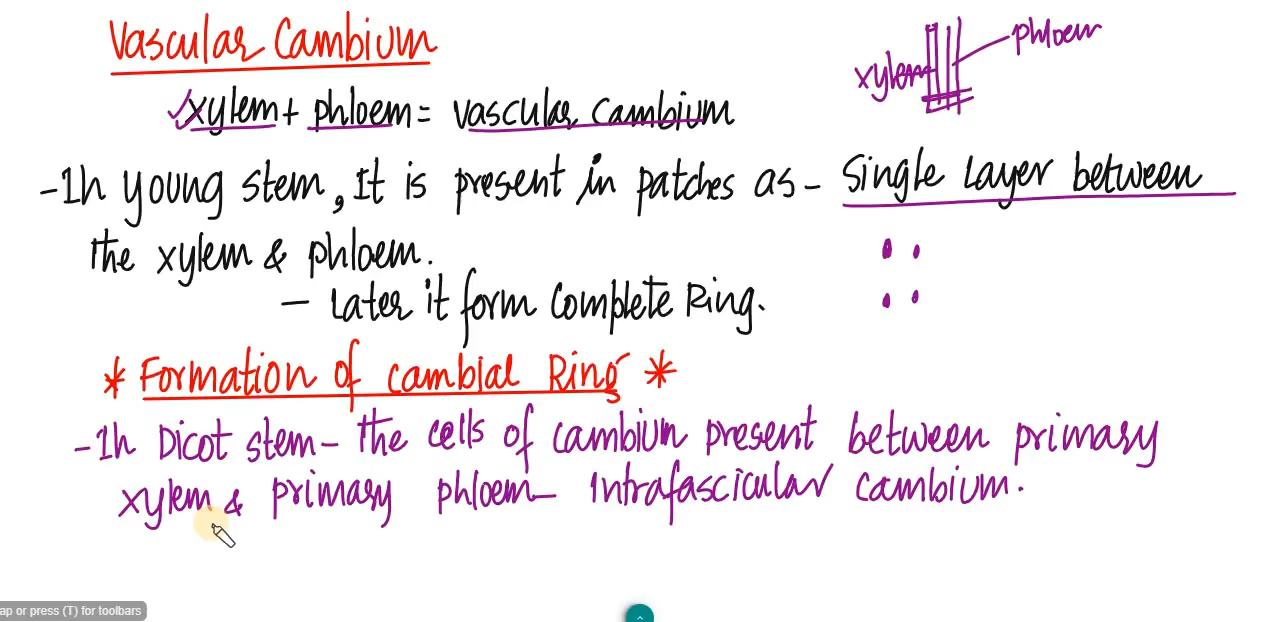 Vascular Cambium
xylem
phloem
✓xylem + phloem = vascular cambium
- In young stem, It is present in patches as - Single layer between
the xylem & phloem.
- Later it form complete Ring.
* Formation of cambial Ring *
- In Dicot stem - the cells of cambium present between primary
xylem & primary phloem - Intrafascicular cambium.
ap or press (T) for toolbars